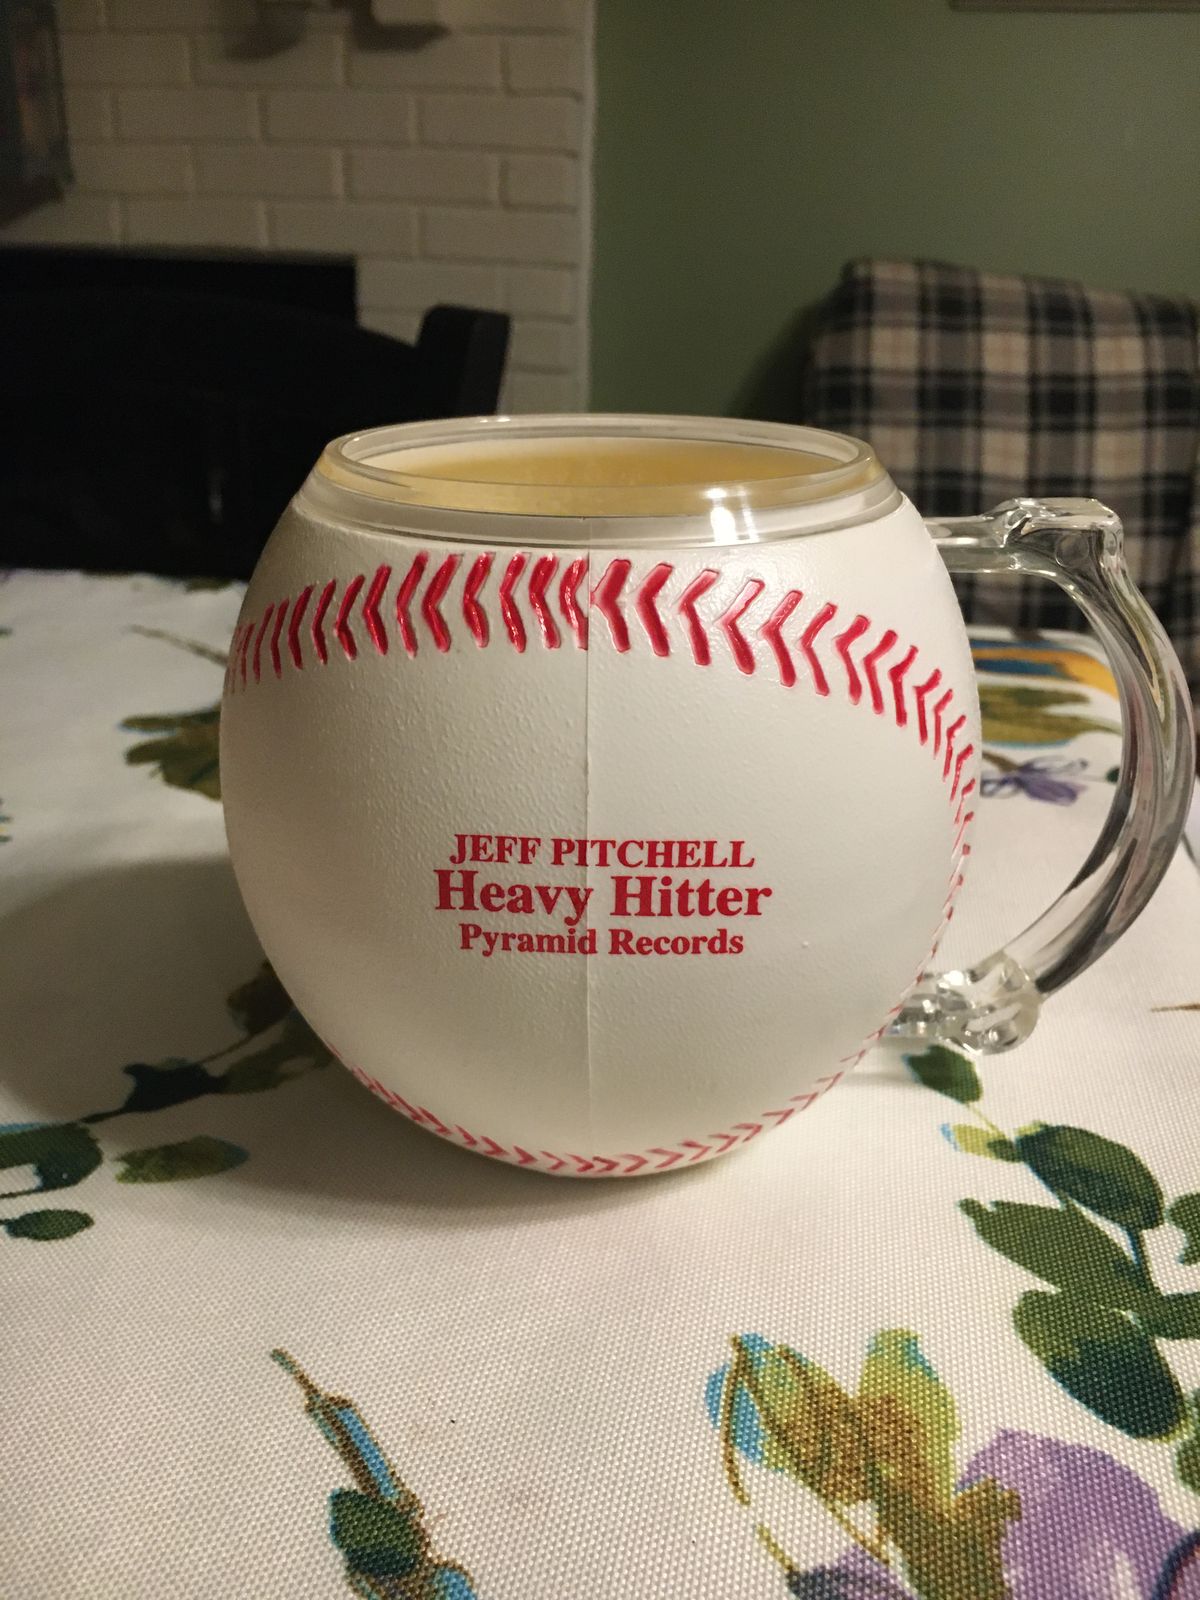 JEFF PITCHELL
Heavy Hitter
Pyramid Records